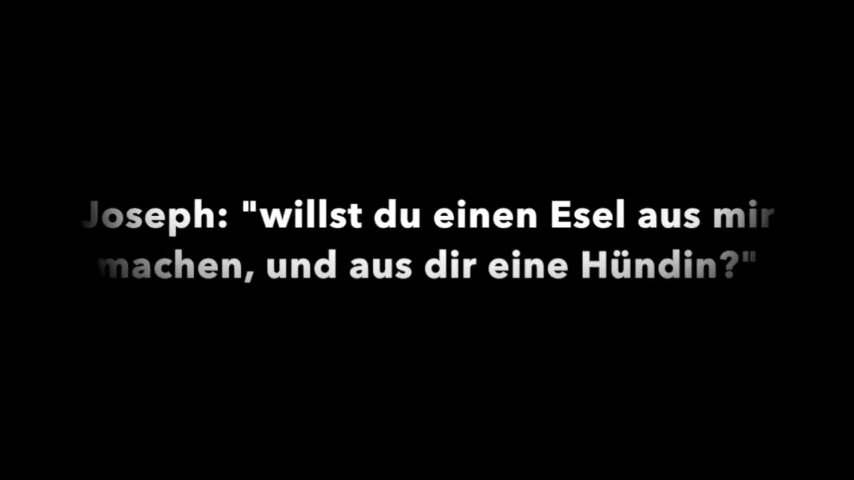 Joseph: "willst du einen Esel aus mir
machen, und aus dir eine Hündin?"